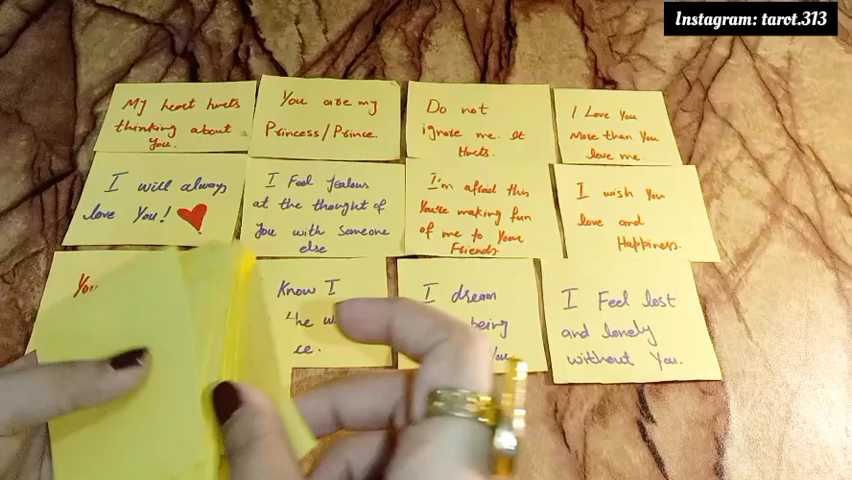 Instagram: tarot.313
My heart hurts
thinking about
You.
You are my
Princess/Prince.
Do not
ignore me. It
Hurts.
I Love You
More than You
love me.
I will always
love You!
I Feel Jealous
at the thought of
You with Someone
else
I'm afraid this
You're making fun
of me to Your
Friends.
I wish You
love and
Happiness.
You
Know I
I dream
being
You.
I Feel lost
and lonely
without You.